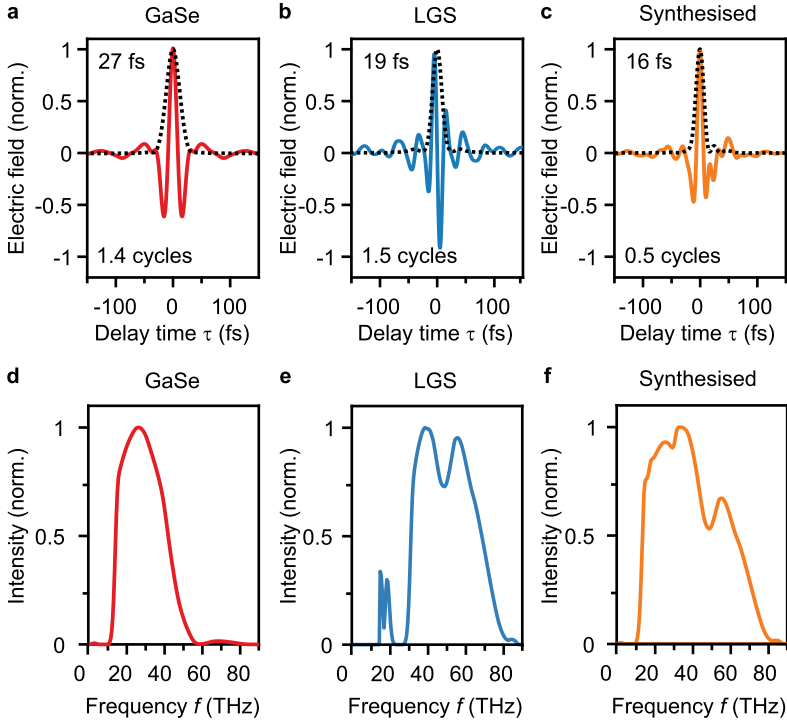 a GaSe
b LGS
c Synthesised
Electric field (norm.)
1
0.5
0
-0.5
-1
27 fs
1.4 cycles
-100 0 100
Delay time τ (fs)
Electric field (norm.)
1
0.5
0
-0.5
-1
19 fs
1.5 cycles
-100 0 100
Delay time τ (fs)
Electric field (norm.)
1
0.5
0
-0.5
-1
16 fs
0.5 cycles
-100 0 100
Delay time τ (fs)
d GaSe
e LGS
f Synthesised
Intensity (norm.)
1
0.5
0
0 20 40 60 80
Frequency f (THz)
Intensity (norm.)
1
0.5
0
0 20 40 60 80
Frequency f (THz)
Intensity (norm.)
1
0.5
0
0 20 40 60 80
Frequency f (THz)